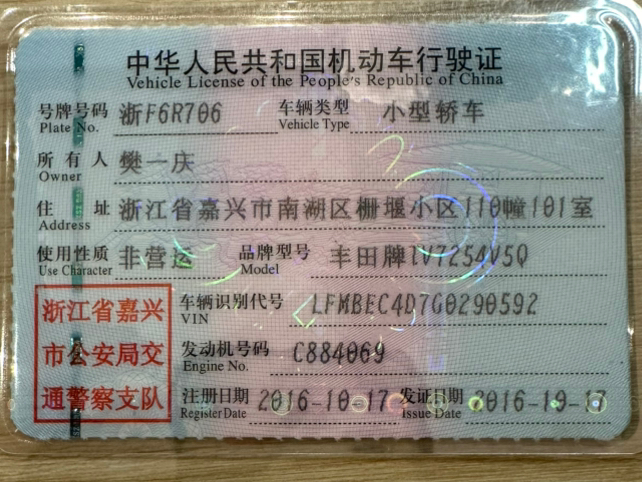 中华人民共和国机动车行驶证
Vehicle License of the People's Republic of China
号牌号码 浙F6R706 车辆类型 小型轿车
Plate No. Vehicle Type
所有人 樊一庆
Owner
住址 浙江省嘉兴市南湖区栅堰小区110幢101室
Address
使用性质 非营运 品牌型号 丰田牌TV7254V5Q
Use Character Model
浙江省嘉兴
市公安局交
通警察支队
车辆识别代号 LFMBEC4D7G0290592
VIN
发动机号码 C884069
Engine No.
注册日期 2016-10-17 发证日期 2016-10-17
Register Date Issue Date